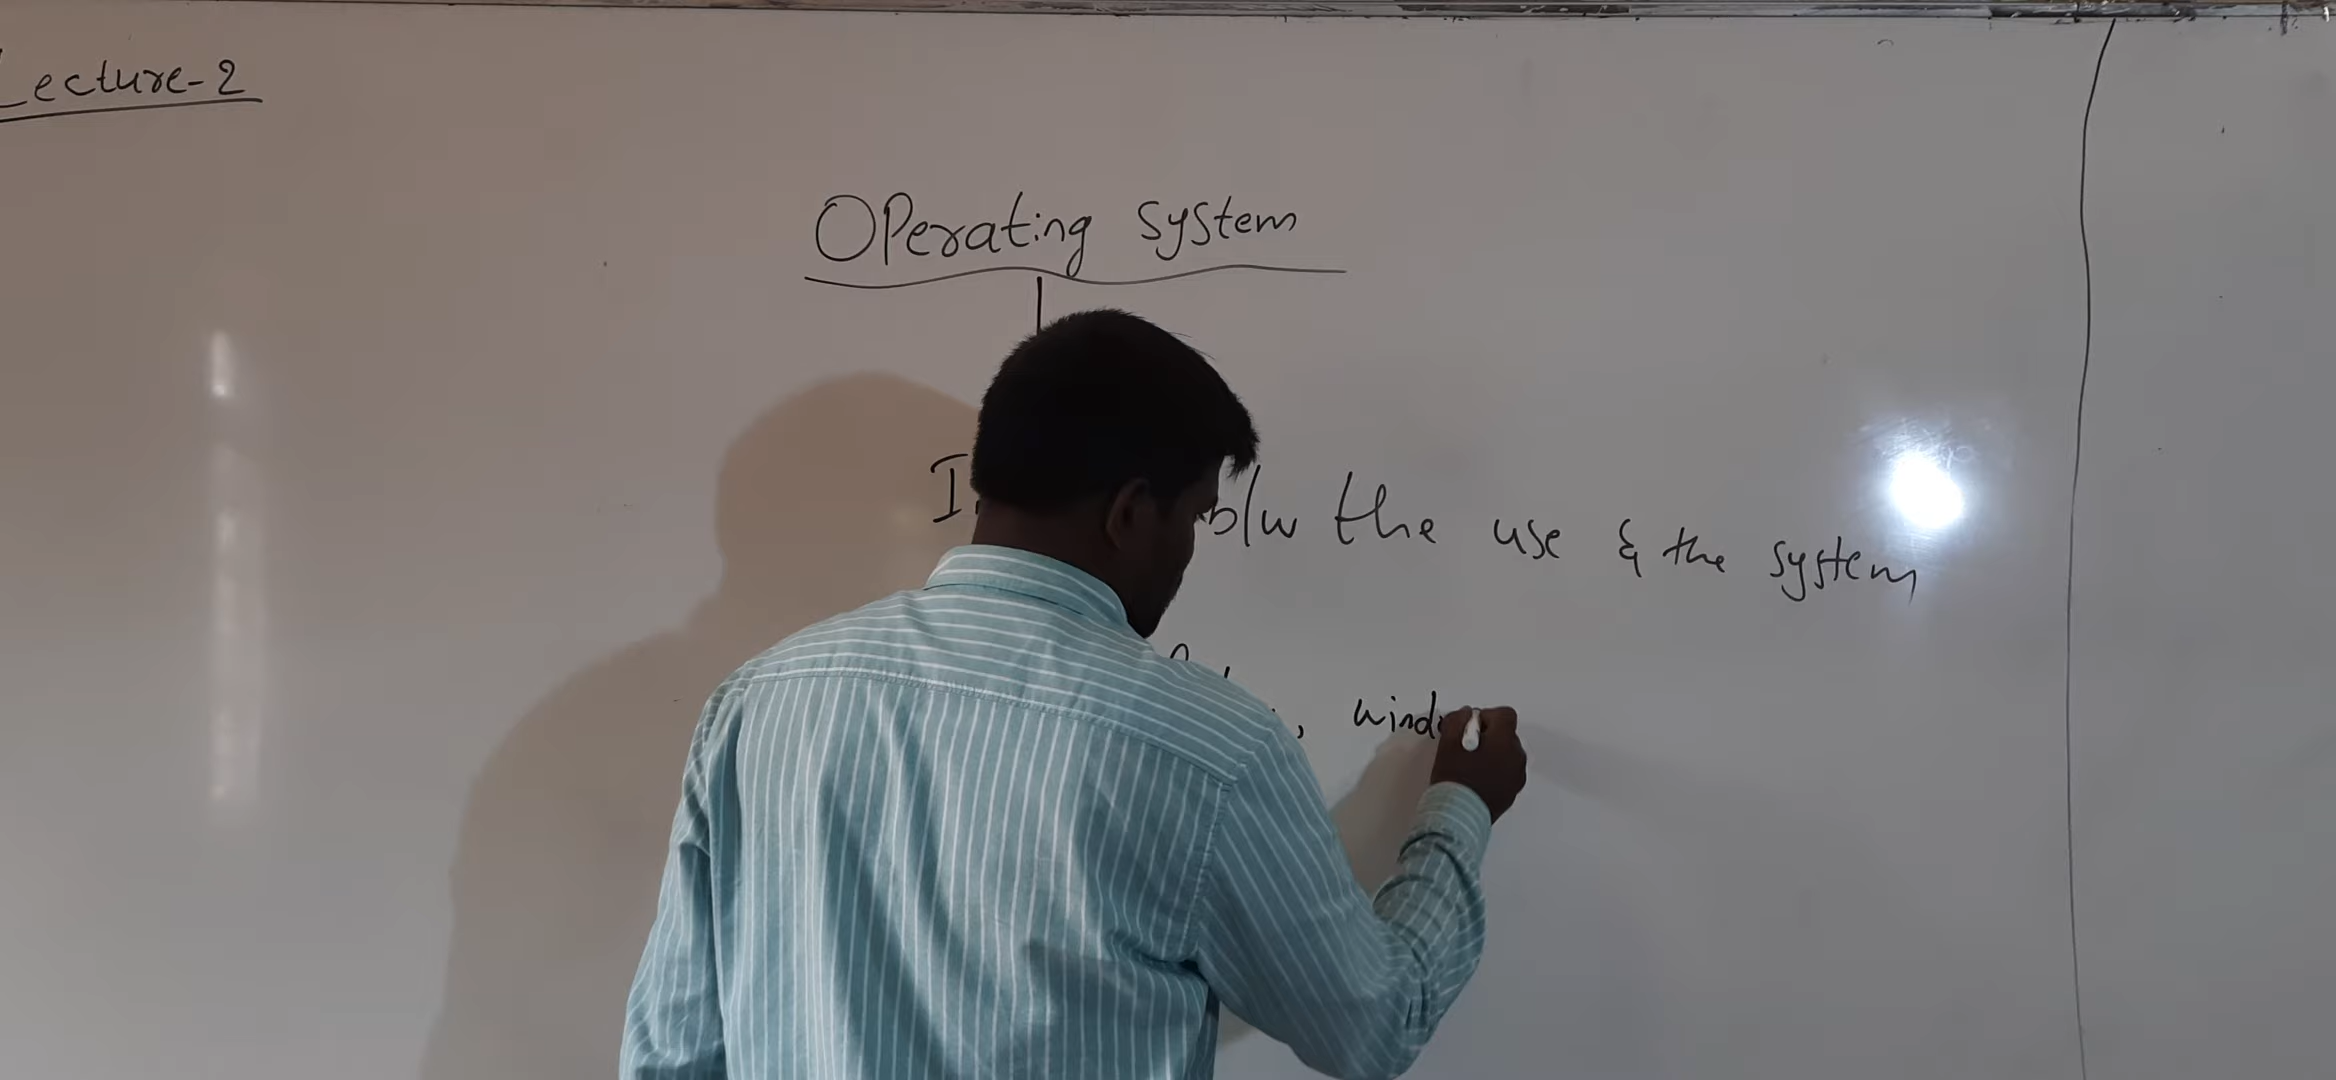 Lecture-2
Operating system
b/w the use & the system
, wind